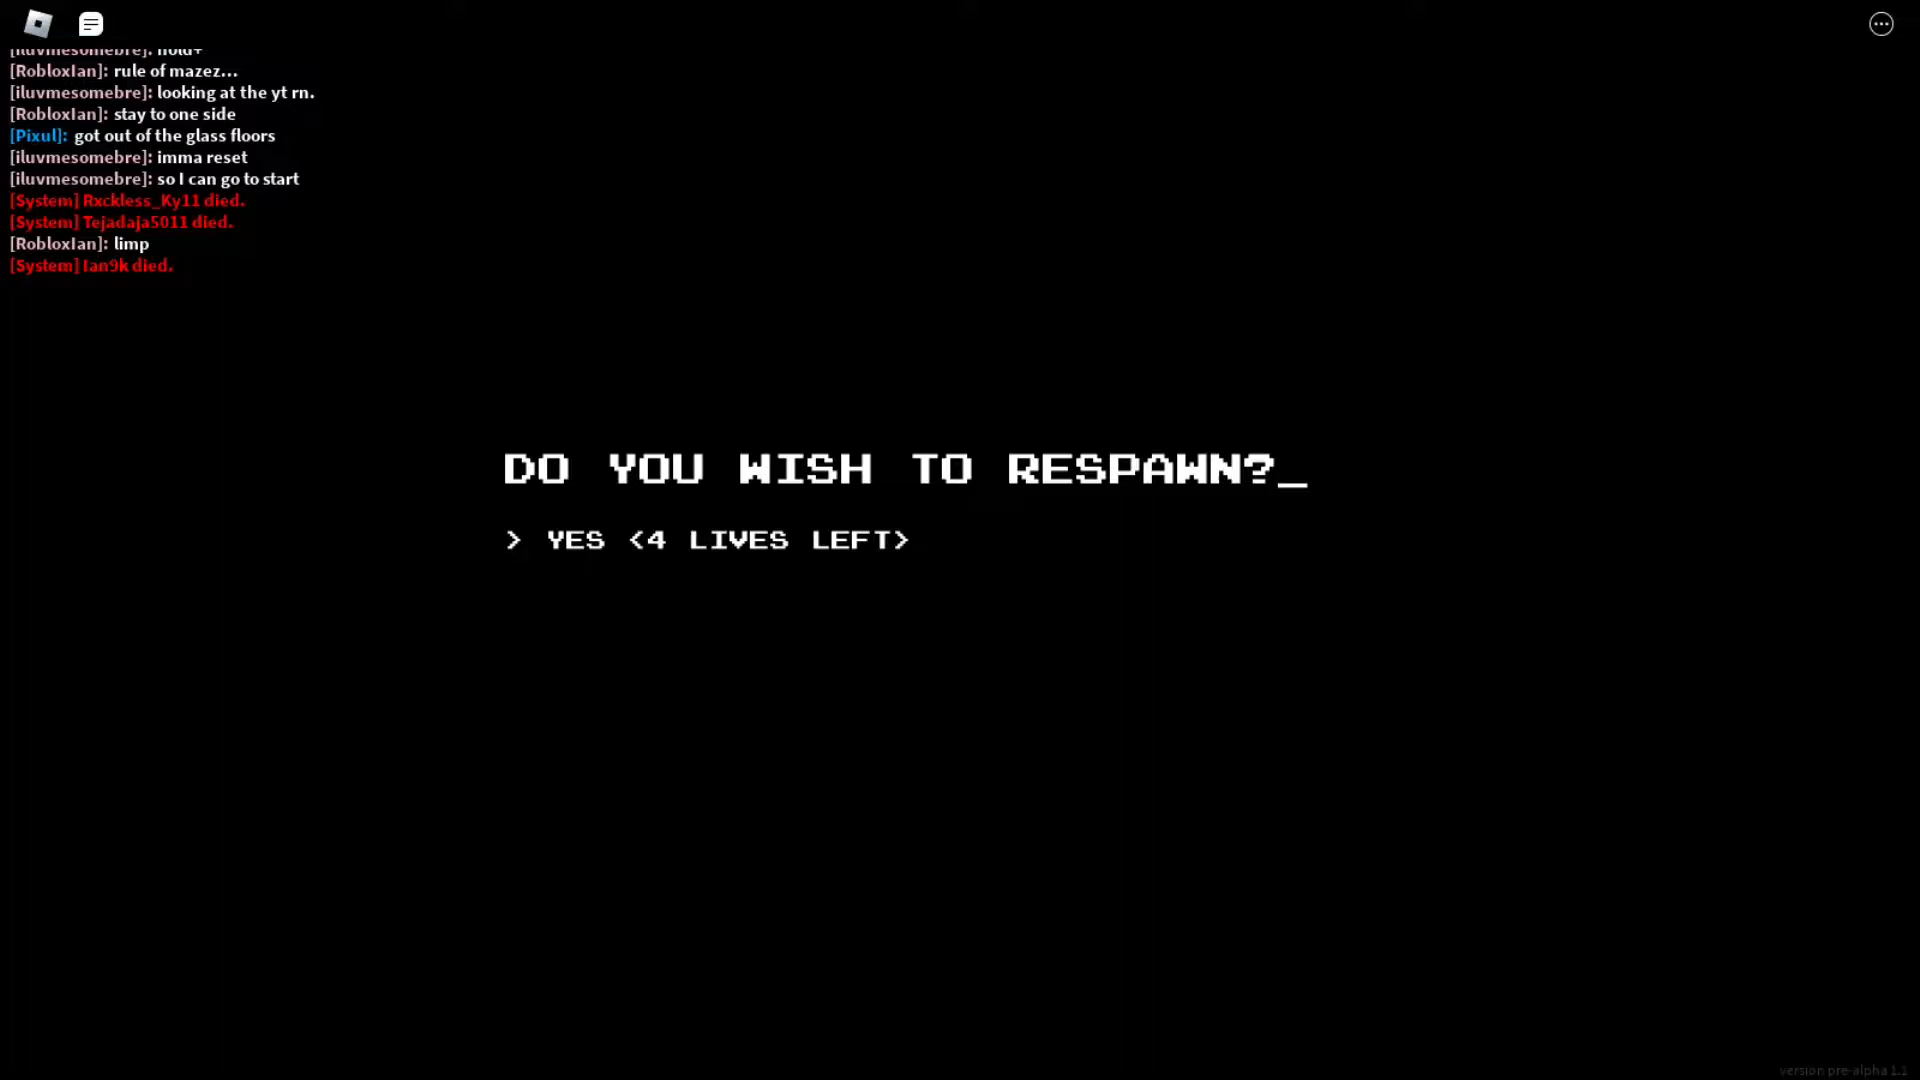 [iluvmesomebre]: hold+
[RobloxIan]: rule of mazez...
[iluvmesomebre]: looking at the yt rn.
[RobloxIan]: stay to one side
[Pixul]: got out of the glass floors
[iluvmesomebre]: imma reset
[iluvmesomebre]: so I can go to start
[System] Rxckless_Ky11 died.
[System] Tejadaja5011 died.
[RobloxIan]: limp
[System] Ian9k died.
DO YOU WISH TO RESPAWN?_
> YES <4 LIVES LEFT>
version pre-alpha 1.1